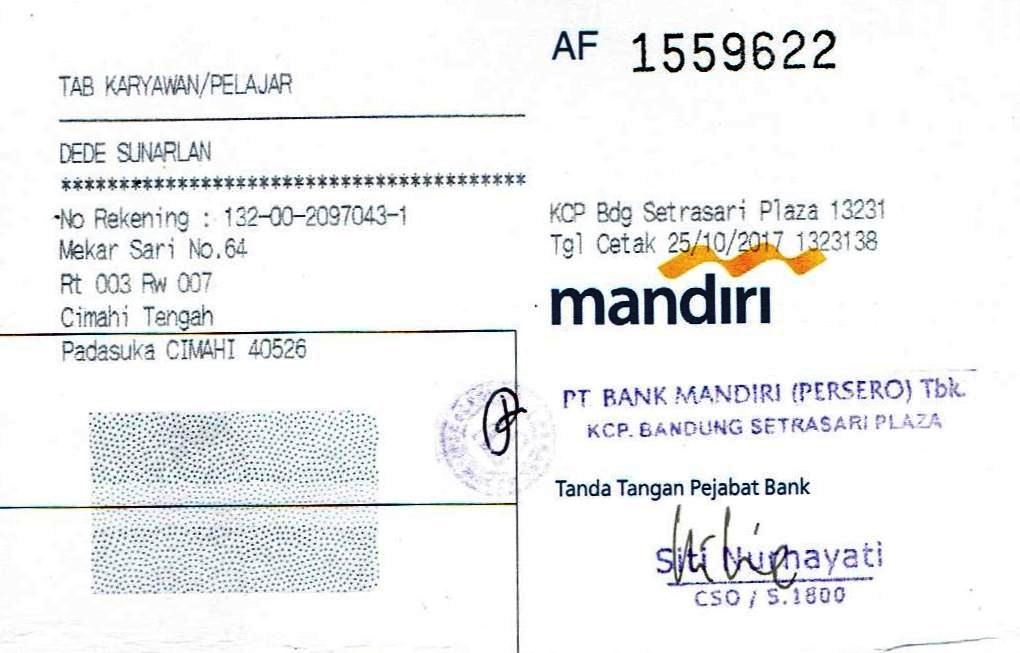 AF 1559622
TAB KARYAWAN/PELAJAR
DEDE SUNARLAN
****************************************
No Rekening : 132-00-2097043-1
Mekar Sari No.64
Rt 003 Rw 007
Cimahi Tengah
Padasuka CIMAHI 40526
KCP Bdg Setrasari Plaza 13231
Tgl Cetak 25/10/2017 1323138
mandiri
PT. BANK MANDIRI (PERSERO) Tbk.
KCP. BANDUNG SETRASARI PLAZA
Tanda Tangan Pejabat Bank
Siti Nurhayati
CSO / S.1800